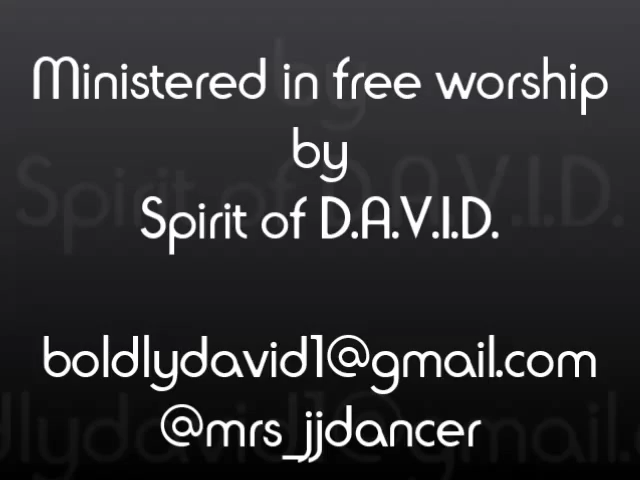 Ministered in free worship
by
Spirit of D.A.V.I.D.
boldlydavid1@gmail.com
@mrs_jjdancer